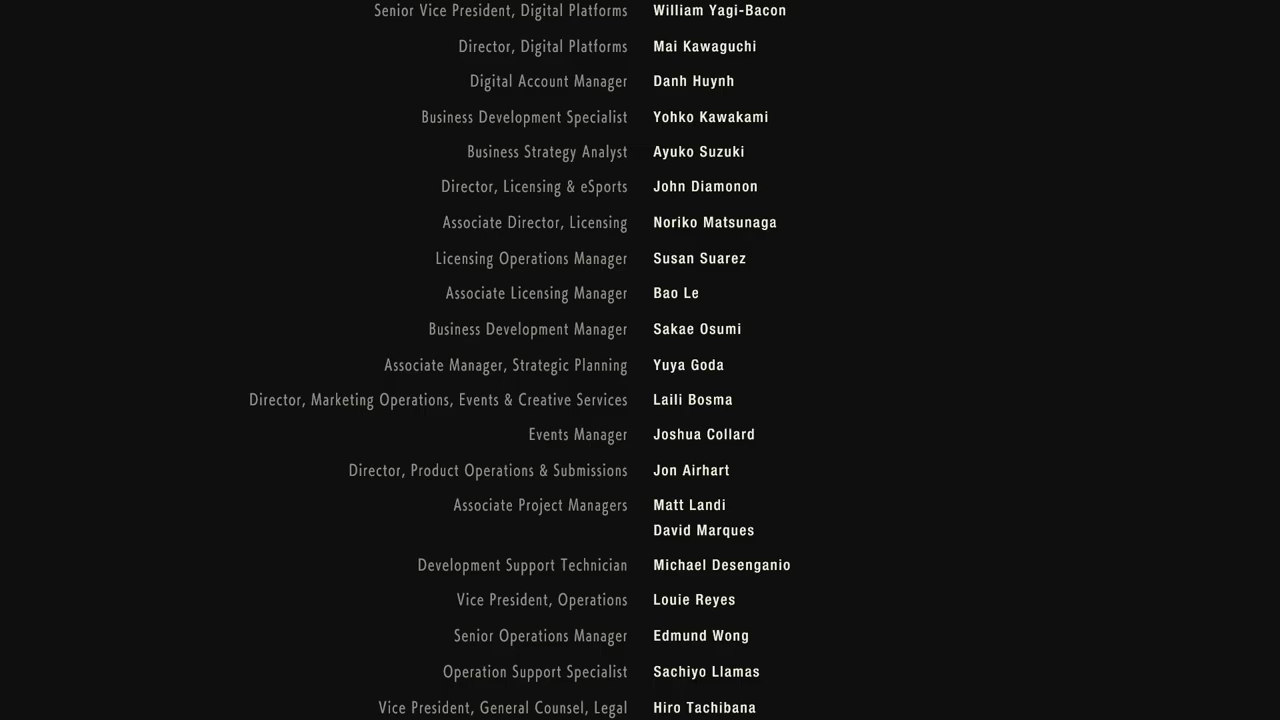 Senior Vice President, Digital Platforms William Yagi-Bacon
Director, Digital Platforms Mai Kawaguchi
Digital Account Manager Danh Huynh
Business Development Specialist Yohko Kawakami
Business Strategy Analyst Ayuko Suzuki
Director, Licensing & eSports John Diamonon
Associate Director, Licensing Noriko Matsunaga
Licensing Operations Manager Susan Suarez
Associate Licensing Manager Bao Le
Business Development Manager Sakae Osumi
Associate Manager, Strategic Planning Yuya Goda
Director, Marketing Operations, Events & Creative Services Laili Bosma
Events Manager Joshua Collard
Director, Product Operations & Submissions Jon Airhart
Associate Project Managers Matt Landi
David Marques
Development Support Technician Michael Desenganio
Vice President, Operations Louie Reyes
Senior Operations Manager Edmund Wong
Operation Support Specialist Sachiyo Llamas
Vice President, General Counsel, Legal Hiro Tachibana